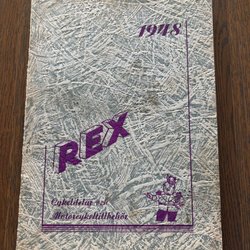 1948
REX
Cykeldelar och
Motorcykeltillbehör